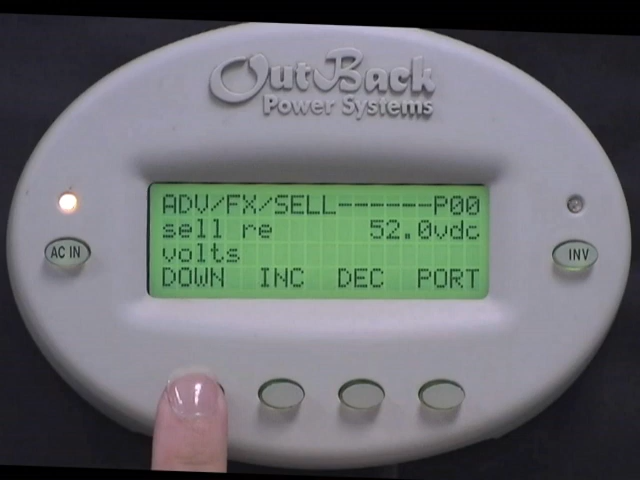 OutBack
Power Systems
ADV/FX/SELL------P00
sell re 52.0vdc
volts
DOWN INC DEC PORT
AC IN
INV